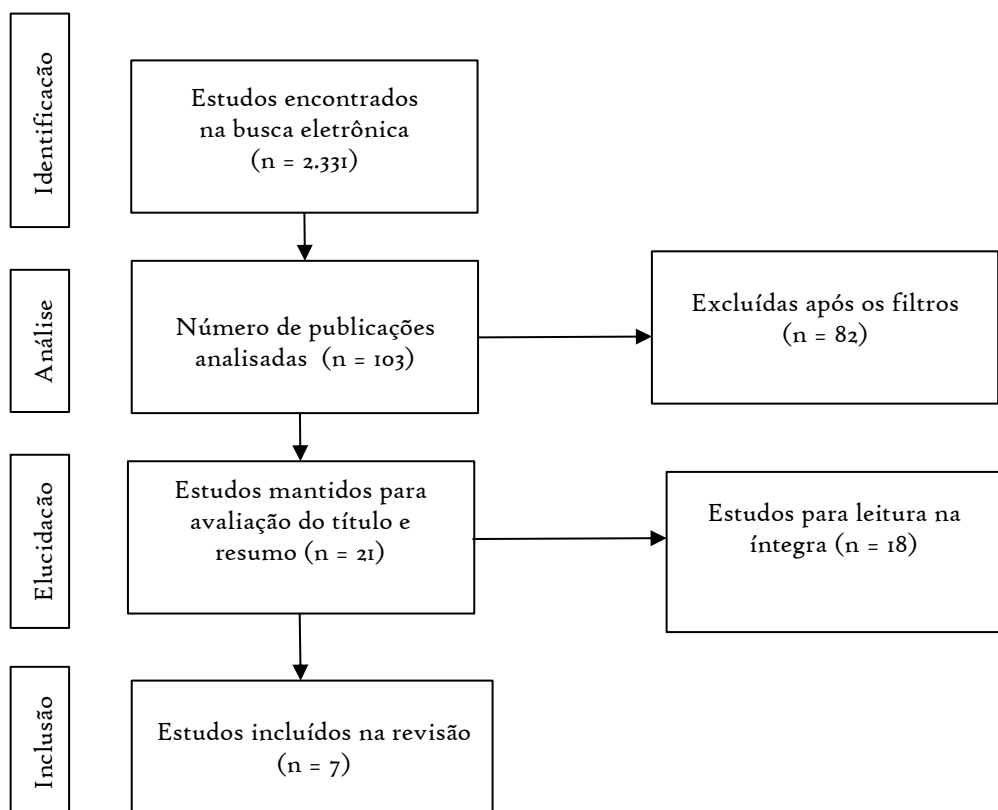 Identificação
Estudos encontrados
na busca eletrônica
(n = 2.331)
Análise
Número de publicações
analisadas (n = 103)
Excluídas após os filtros
(n = 82)
Elucidação
Estudos mantidos para
avaliação do título e
resumo (n = 21)
Estudos para leitura na
íntegra (n = 18)
Inclusão
Estudos incluídos na revisão
(n = 7)